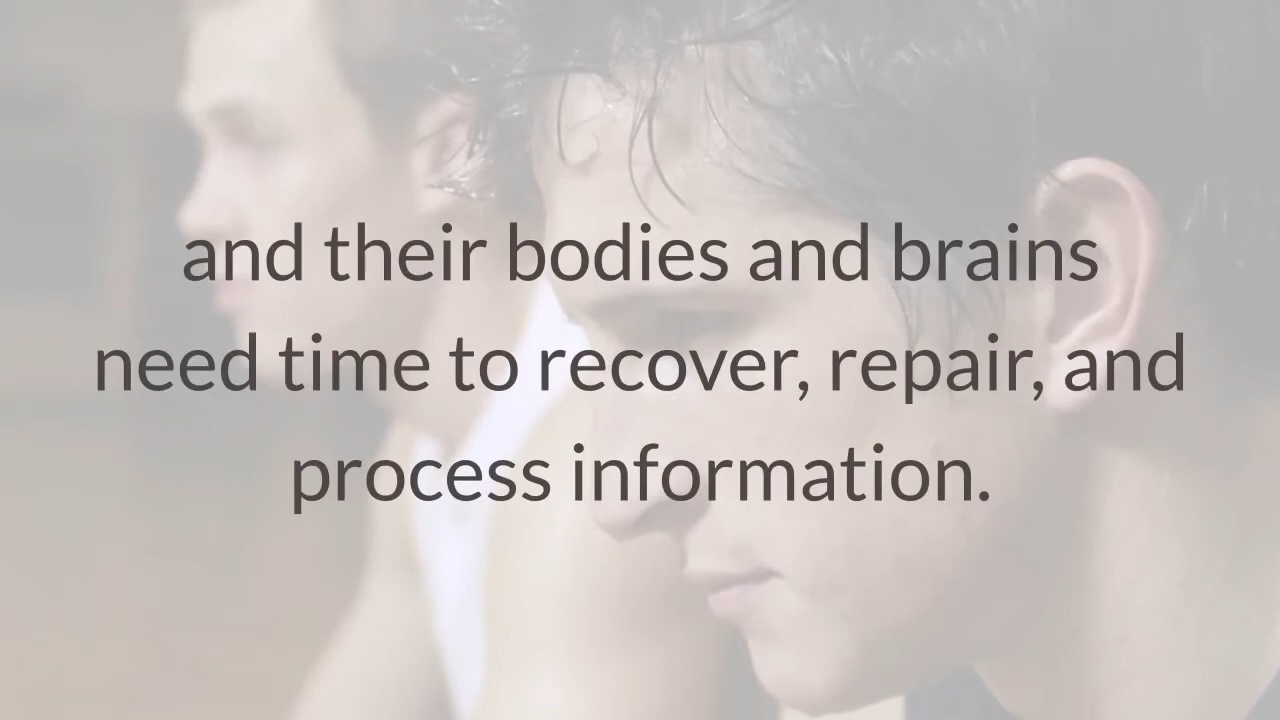 and their bodies and brains
need time to recover, repair, and
process information.